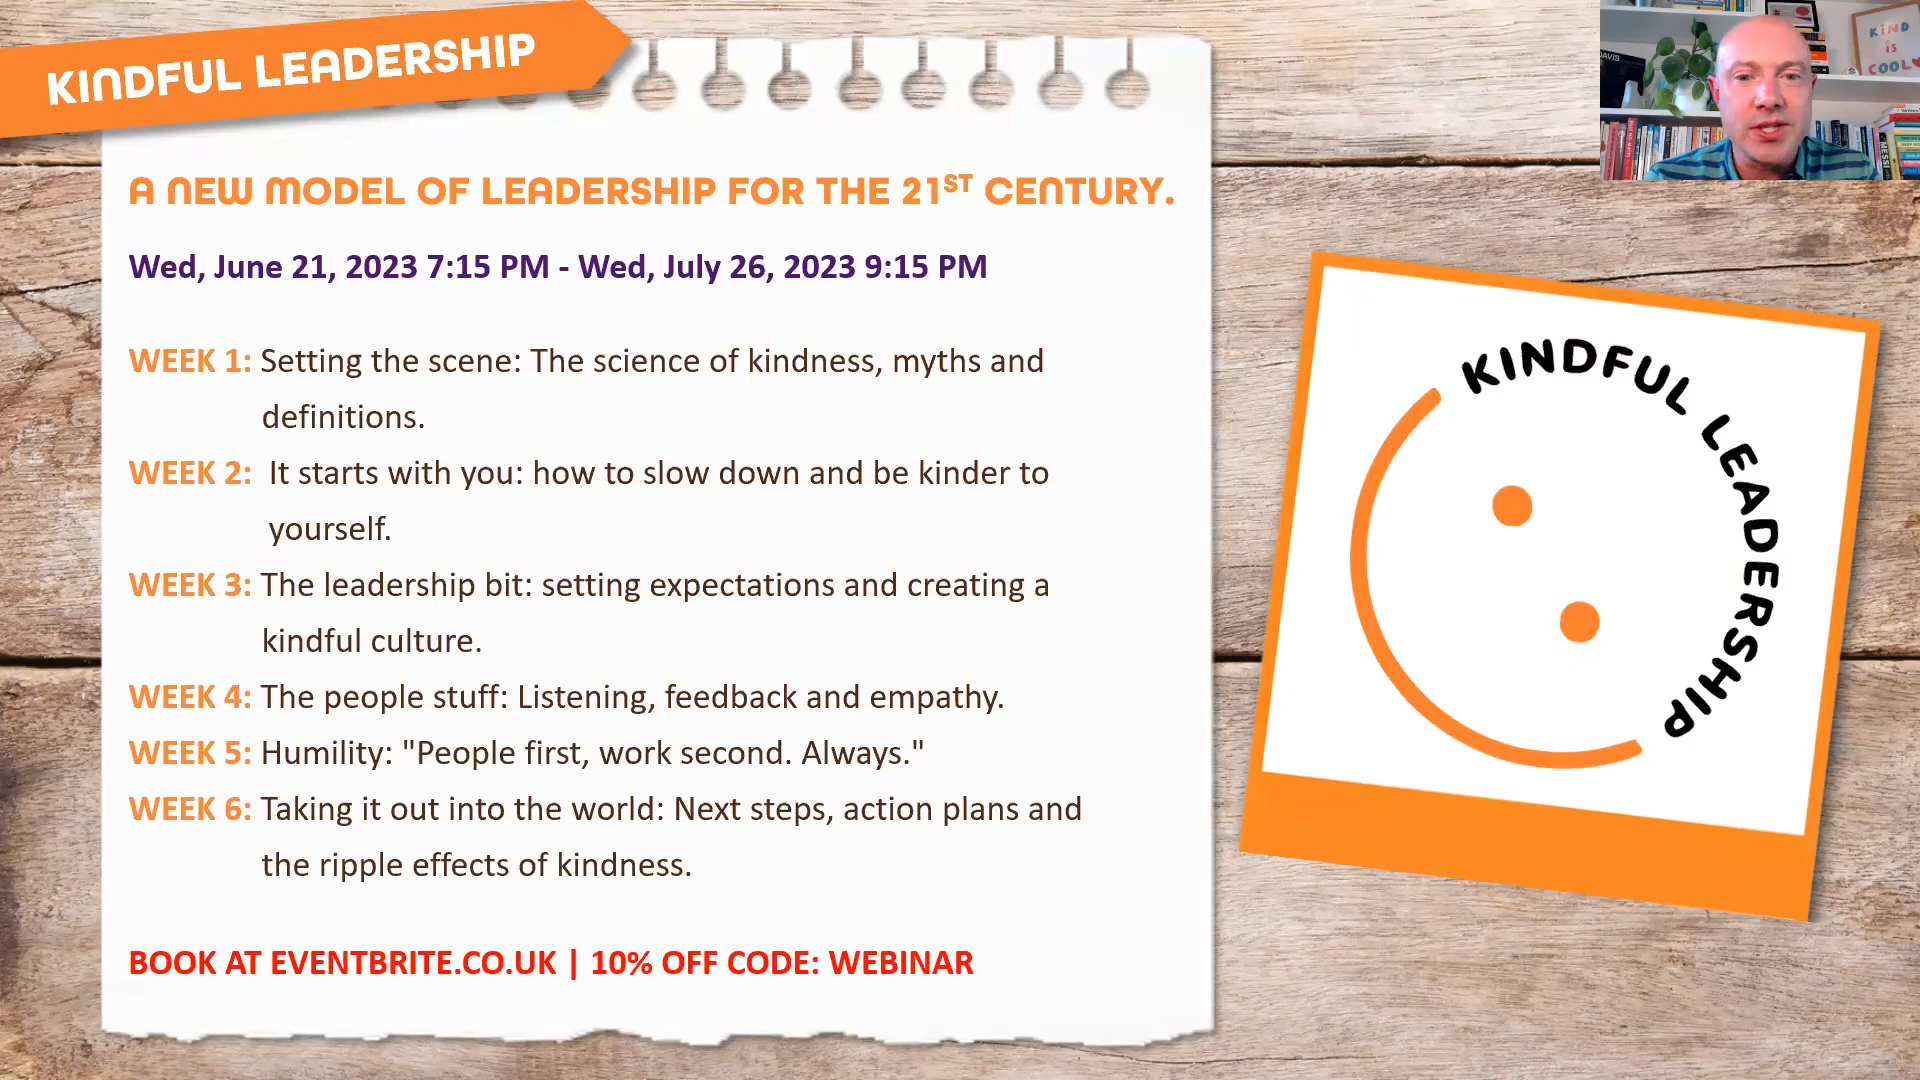 KINDFUL LEADERSHIP
A NEW MODEL OF LEADERSHIP FOR THE 21ST CENTURY.
Wed, June 21, 2023 7:15 PM - Wed, July 26, 2023 9:15 PM
WEEK 1: Setting the scene: The science of kindness, myths and
definitions.
WEEK 2: It starts with you: how to slow down and be kinder to
yourself.
WEEK 3: The leadership bit: setting expectations and creating a
kindful culture.
WEEK 4: The people stuff: Listening, feedback and empathy.
WEEK 5: Humility: "People first, work second. Always."
WEEK 6: Taking it out into the world: Next steps, action plans and
the ripple effects of kindness.
BOOK AT EVENTBRITE.CO.UK | 10% OFF CODE: WEBINAR
KINDFUL LEADERSHIP
KIND
IS
COOL
DAVIS
MESSI